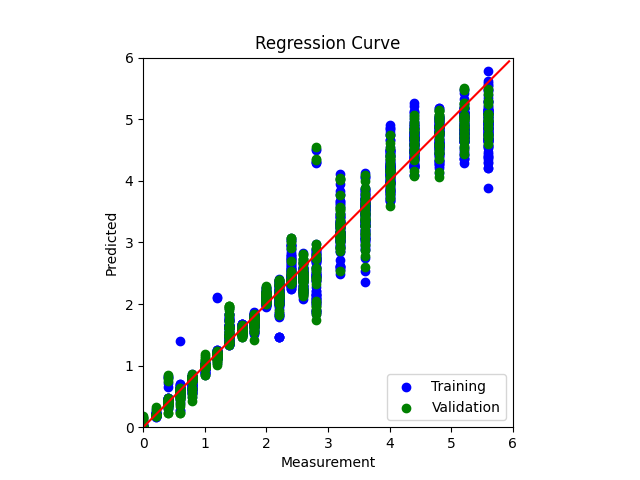 Regression Curve
6
5
4
3
2
1
0
Predicted
Training
Validation
0 1 2 3 4 5 6
Measurement